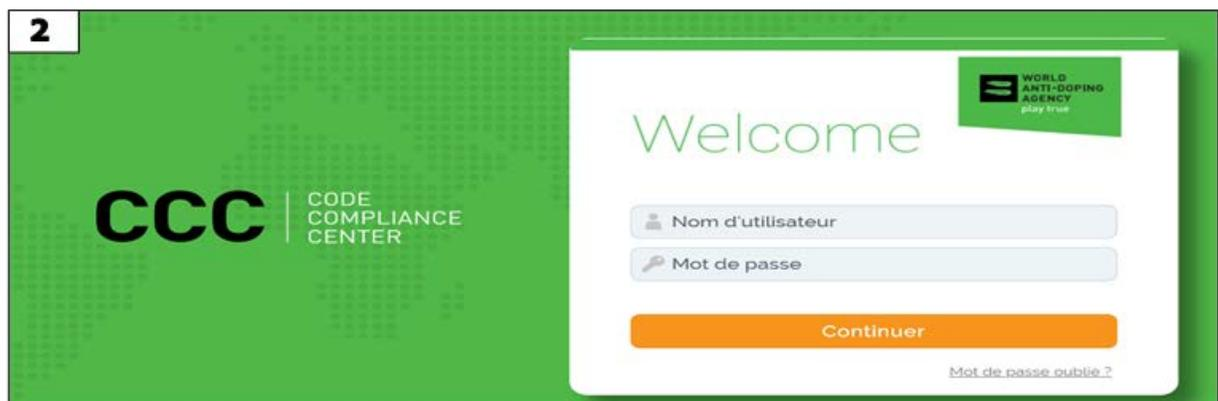 2
CCC
CODE
COMPLIANCE
CENTER
WORLD
ANTI-DOPING
AGENCY
play true
Welcome
Nom d'utilisateur
Mot de passe
Continuer
Mot de passe oublié ?